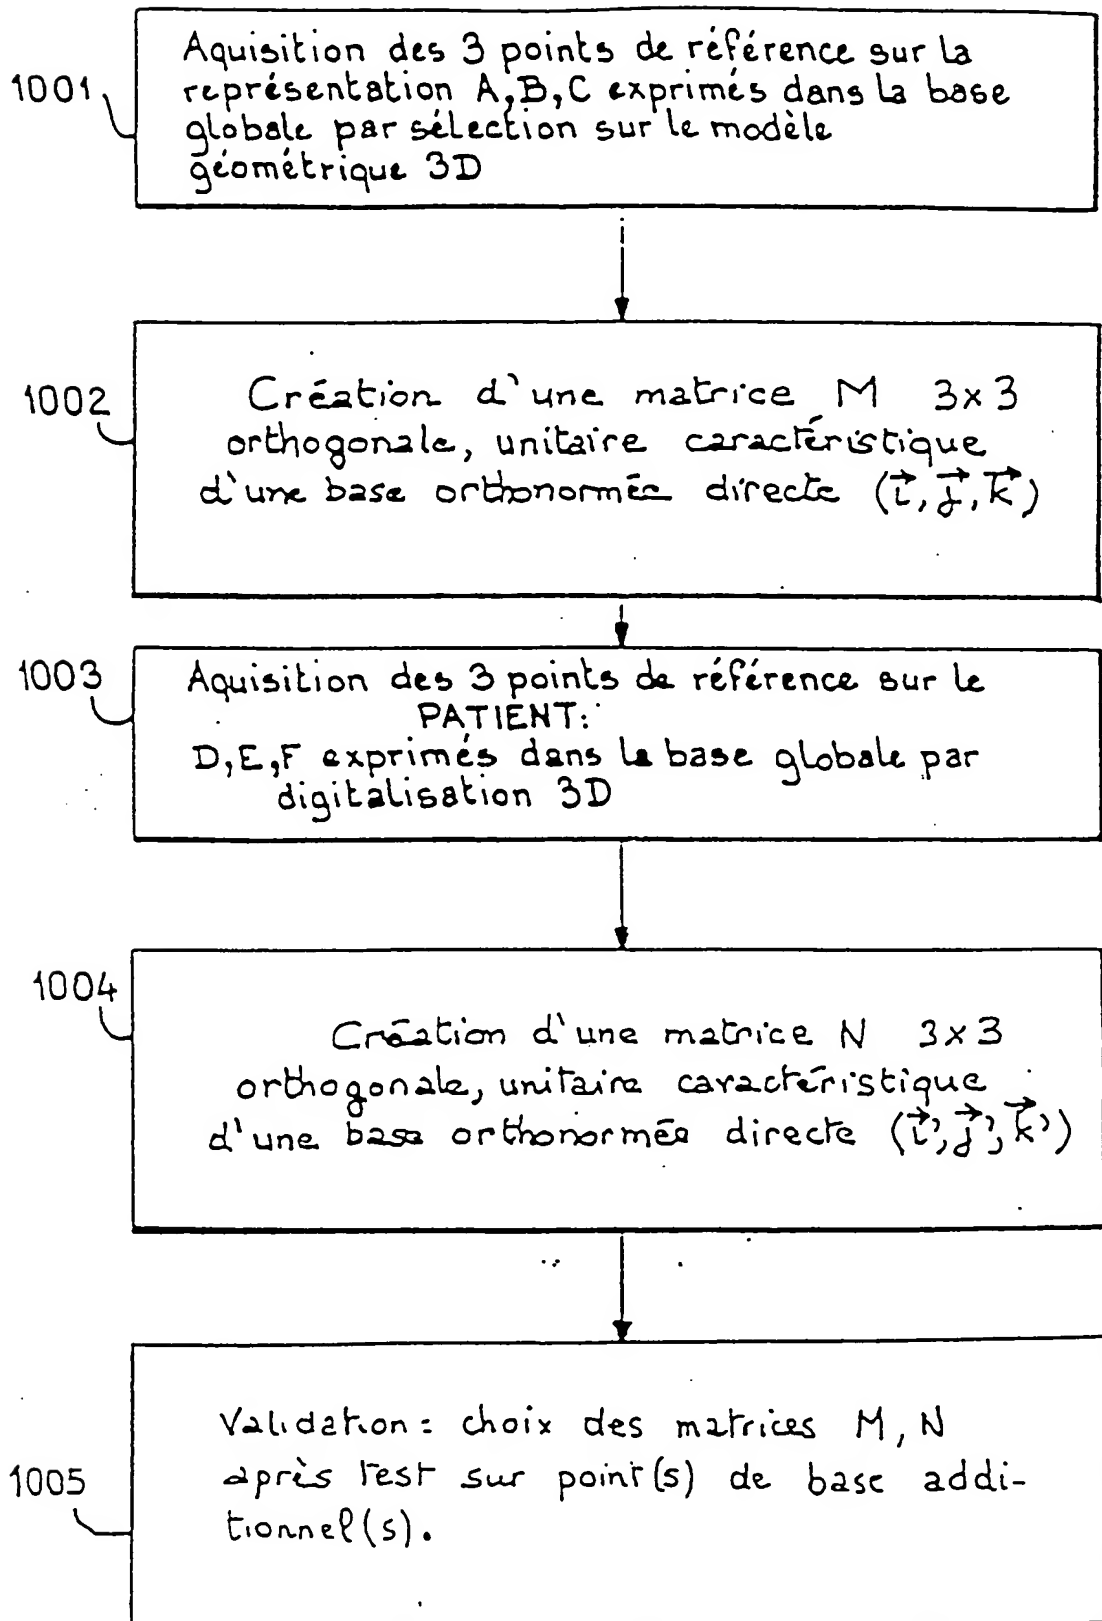 1001
Aquisition des 3 points de référence sur la
représentation A,B,C exprimés dans la base
globale par sélection sur le modèle
géométrique 3D
1002
Création d'une matrice M 3x3
orthogonale, unitaire caractéristique
d'une base orthonormée directe (i⃗, j⃗, k⃗)
1003
Aquisition des 3 points de référence sur le
PATIENT:
D,E,F exprimés dans la base globale par
digitalisation 3D
1004
Création d'une matrice N 3x3
orthogonale, unitaire caractéristique
d'une base orthonormée directe (i⃗', j⃗', k⃗')
1005
Validation: choix des matrices M, N
après test sur point(s) de base addi-
tionnel(s).